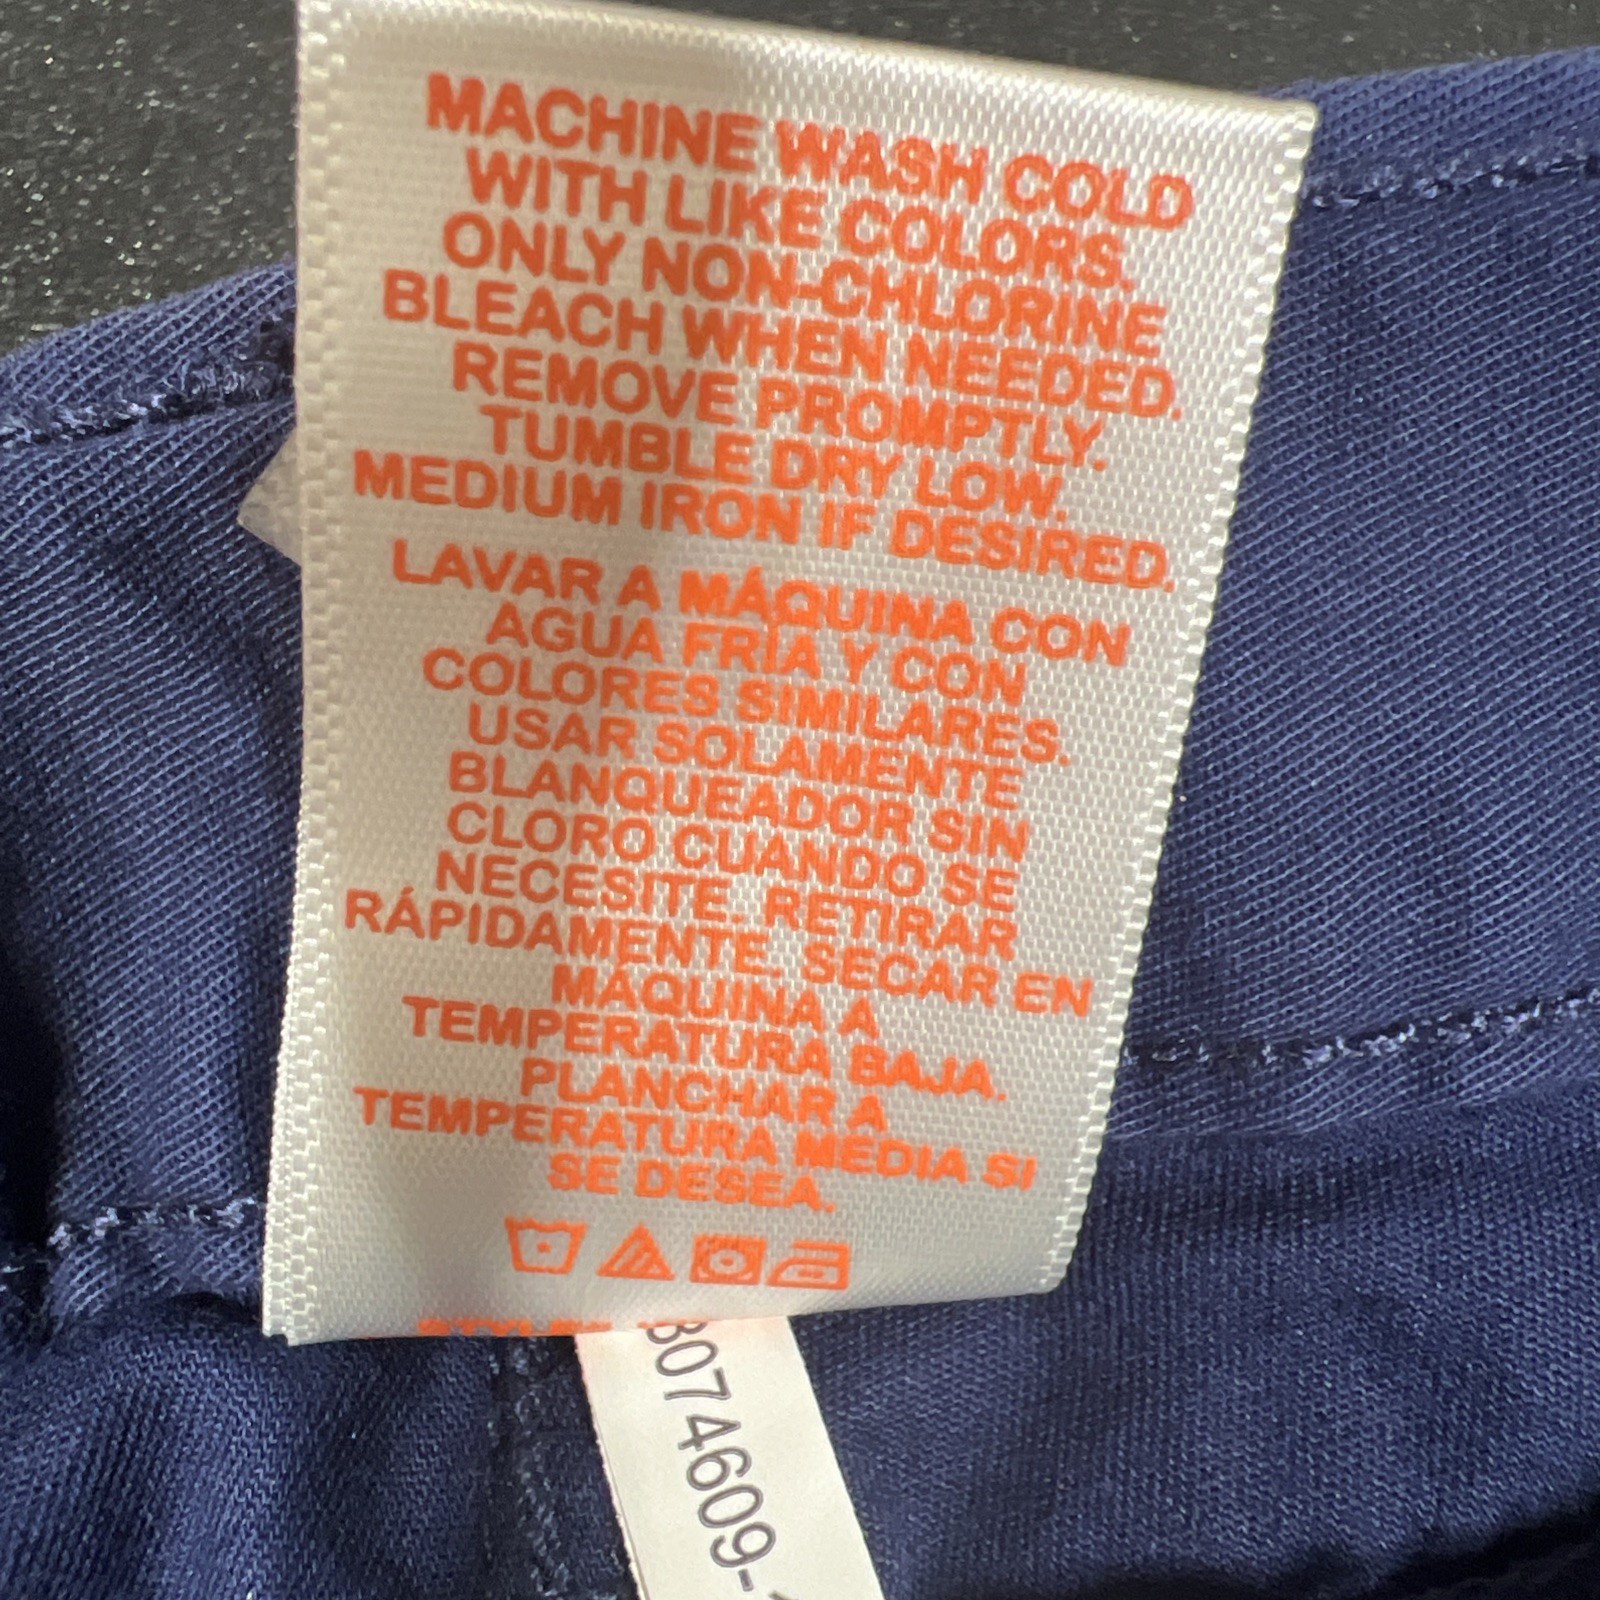 MACHINE WASH COLD
WITH LIKE COLORS.
ONLY NON-CHLORINE
BLEACH WHEN NEEDED.
REMOVE PROMPTLY.
TUMBLE DRY LOW.
MEDIUM IRON IF DESIRED.
LAVAR A MÁQUINA CON
AGUA FRÍA Y CON
COLORES SIMILARES.
USAR SOLAMENTE
BLANQUEADOR SIN
CLORO CUANDO SE
NECESITE. RETIRAR
RÁPIDAMENTE. SECAR EN
MÁQUINA A
TEMPERATURA BAJA.
PLANCHAR A
TEMPERATURA MEDIA SI
SE DESEA.
8074609-